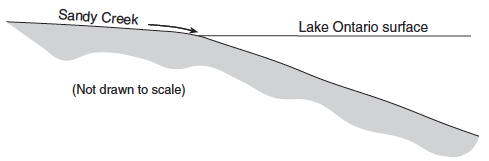 Sandy Creek
Lake Ontario surface
(Not drawn to scale)